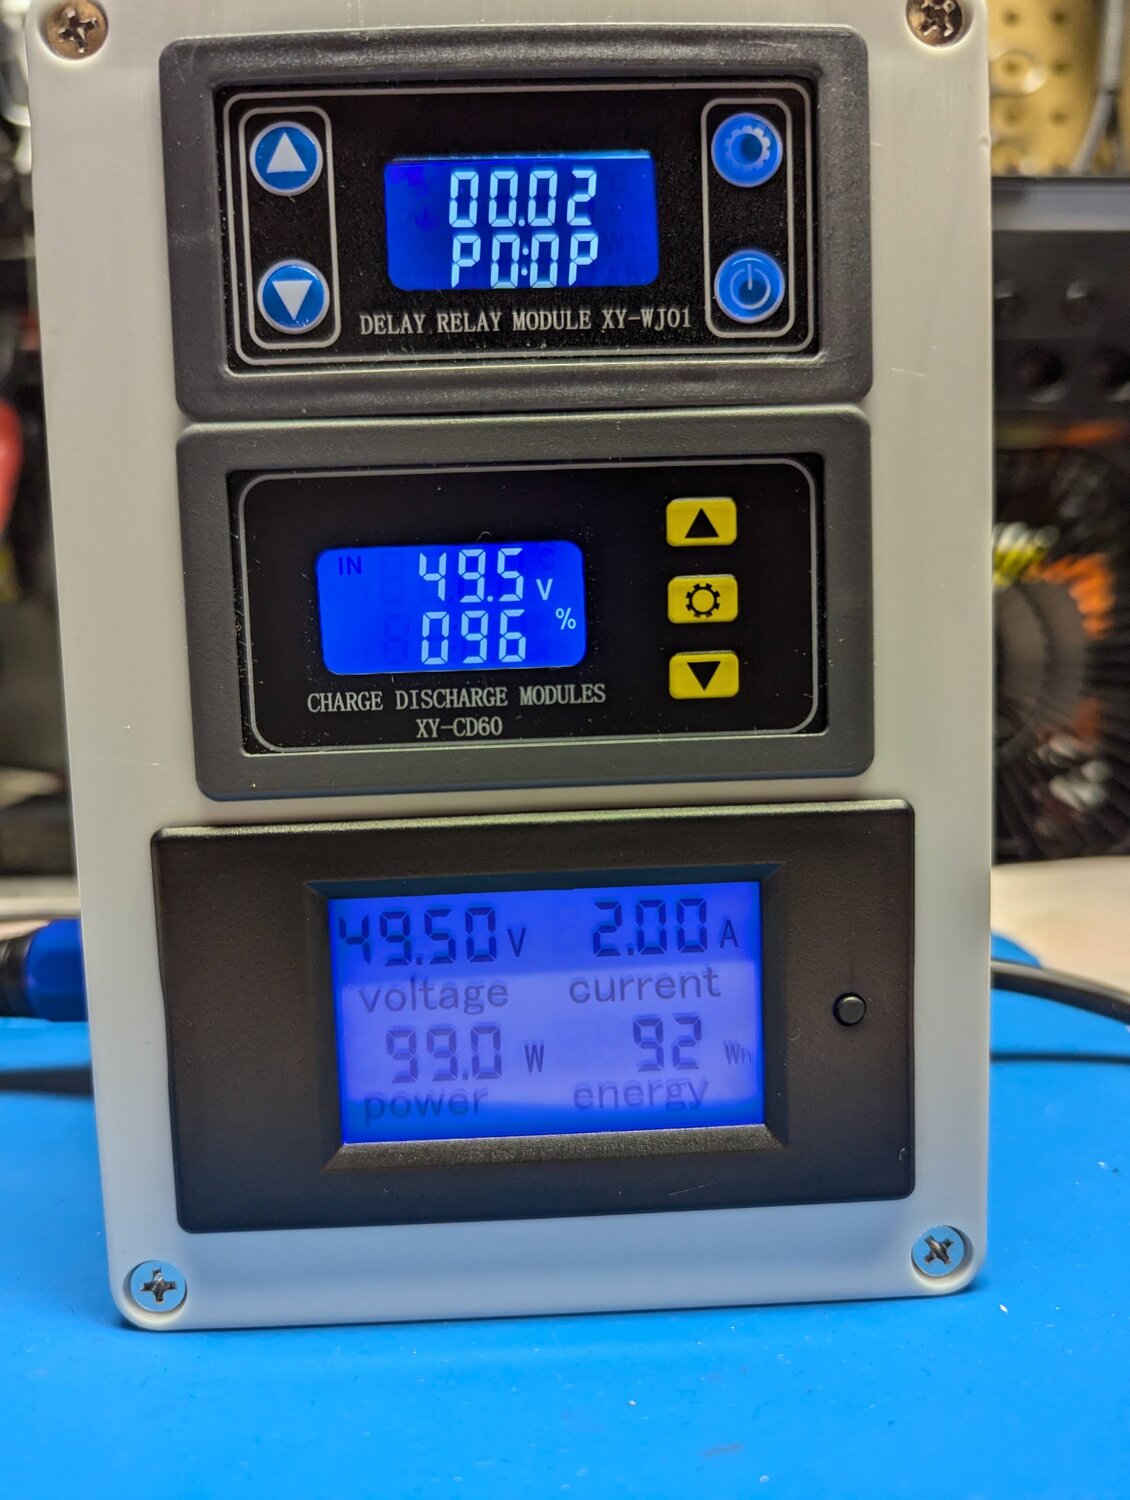 00.02
P0:0P
DELAY RELAY MODULE XY-WJ01
IN 49.5 V
096 %
CHARGE DISCHARGE MODULES
XY-CD60
49.50 V 2.00 A
voltage current
99.0 W 92 Wh
power energy